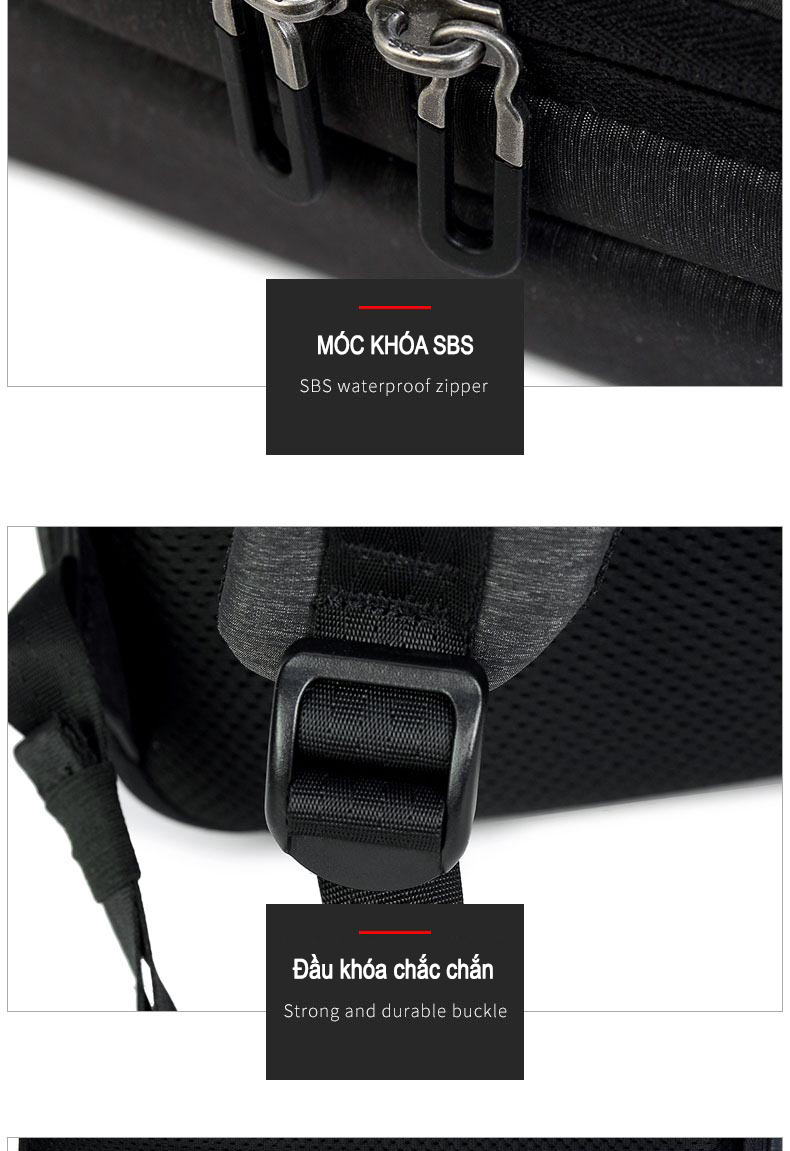 MÓC KHÓA SBS
SBS waterproof zipper
Đầu khóa chắc chắn
Strong and durable buckle